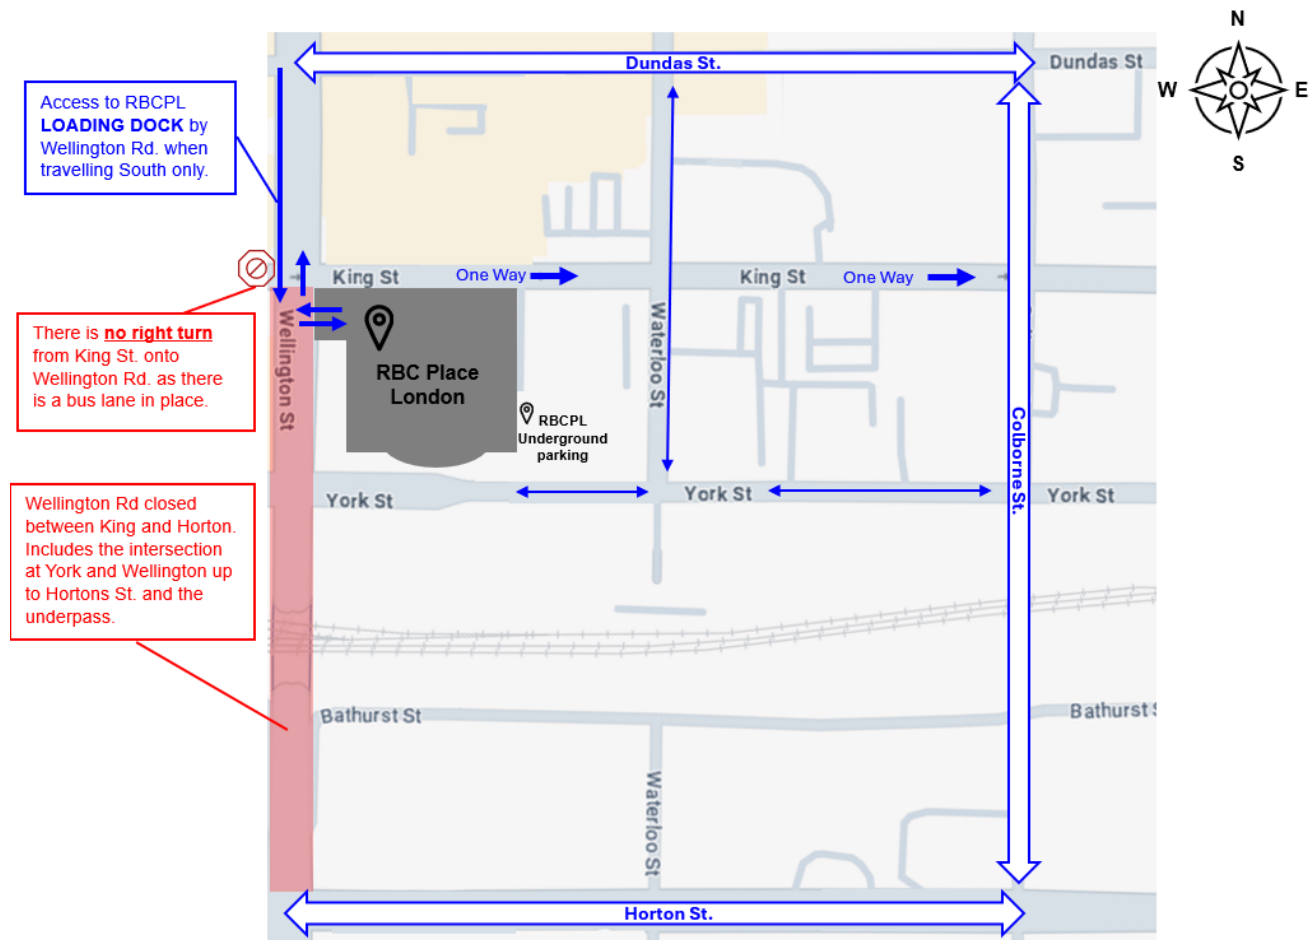 N
W
E
S
Dundas St.
Dundas St
Access to RBCPL
LOADING DOCK by
Wellington Rd. when
travelling South only.
King St
One Way
King St
One Way
There is no right turn
from King St. onto
Wellington Rd. as there
is a bus lane in place.
Wellington St
RBC Place
London
Waterloo St
RBCPL
Underground
parking
Colborne St.
York St
York St
York St
Wellington Rd closed
between King and Horton.
Includes the intersection
at York and Wellington up
to Hortons St. and the
underpass.
Bathurst St
Bathurst S
Waterloo St
Horton St.